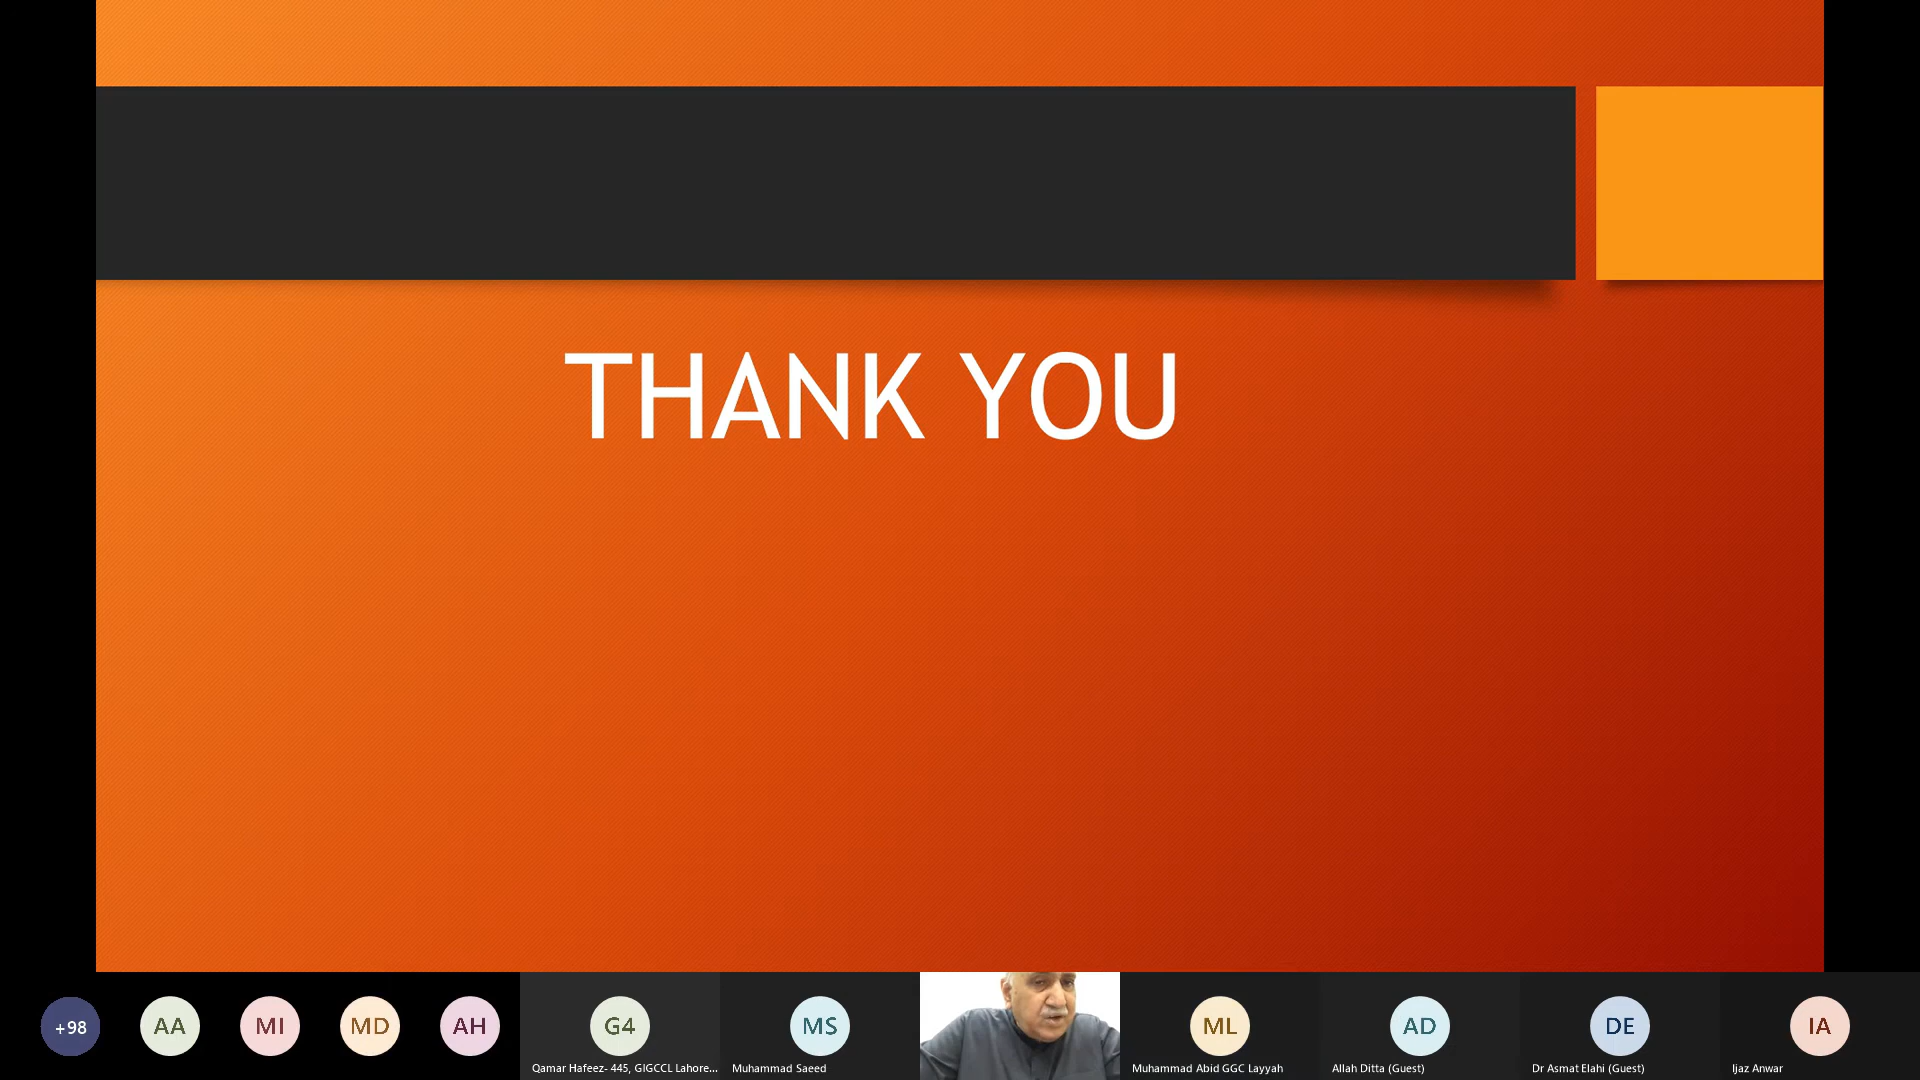 THANK YOU
+98
AA
MI
MD
AH
G4
MS
ML
AD
DE
IA
Qamar Hafeez- 445, GIGCCL Lahore...
Muhammad Saeed
Muhammad Abid GGC Layyah
Allah Ditta (Guest)
Dr Asmat Elahi (Guest)
Ijaz Anwar